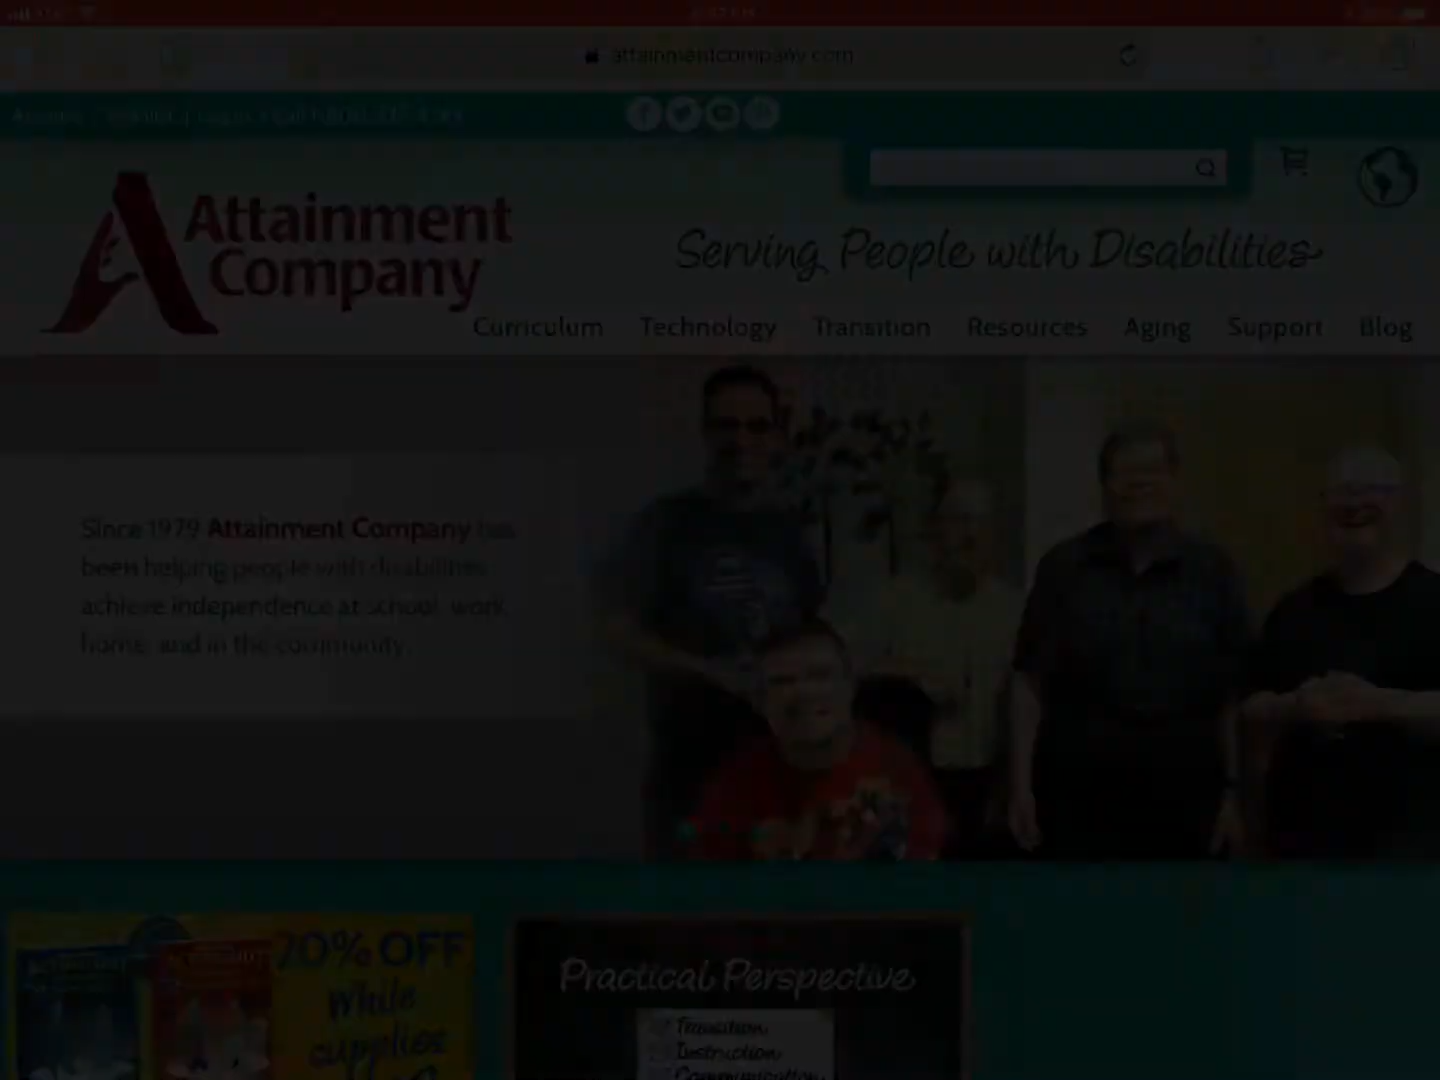 attainmentcompany.com
Attainment
Company
Serving People with Disabilities
Curriculum Technology Transition Resources Aging Support Blog
Since 1979 Attainment Company has
been helping people with disabilities
achieve independence at school, work,
home, and in the community.
20% OFF
while
supplies
Practical Perspective
Transition
Instruction
Communication